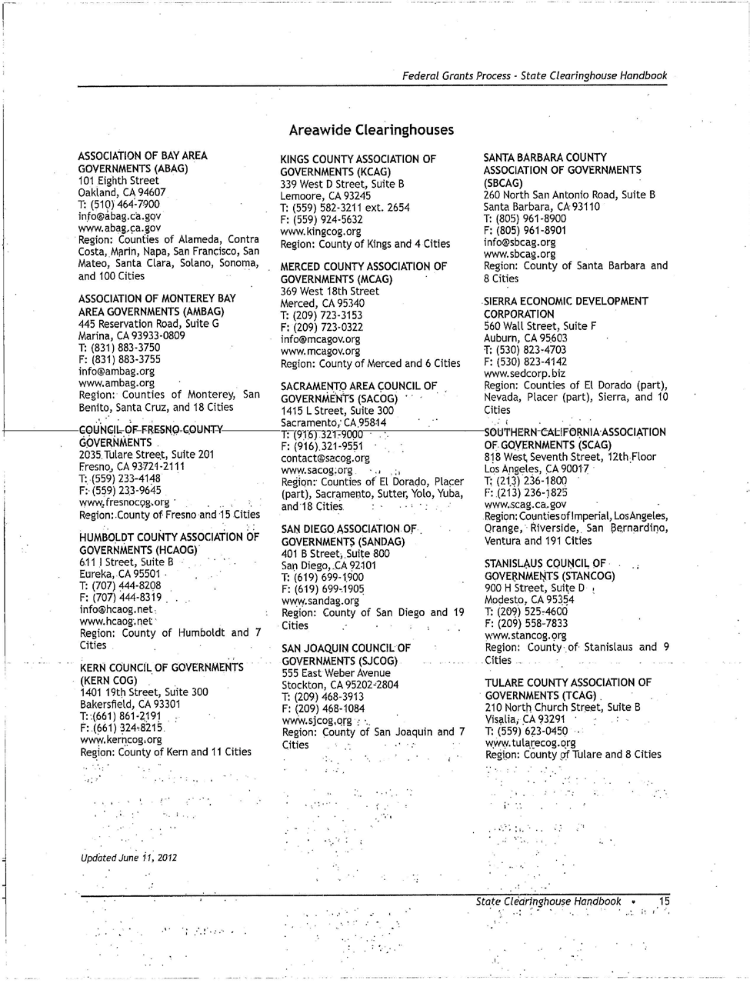 Federal Grants Process - State Clearinghouse Handbook
Areawide Clearinghouses
ASSOCIATION OF BAY AREA
GOVERNMENTS (ABAG)
101 Eighth Street
Oakland, CA 94607
T: (510) 464-7900
info@abag.ca.gov
www.abag.ca.gov
Region: Counties of Alameda, Contra
Costa, Marin, Napa, San Francisco, San
Mateo, Santa Clara, Solano, Sonoma,
and 100 Cities
ASSOCIATION OF MONTEREY BAY
AREA GOVERNMENTS (AMBAG)
445 Reservation Road, Suite G
Marina, CA 93933-0809
T: (831) 883-3750
F: (831) 883-3755
info@ambag.org
www.ambag.org
Region: Counties of Monterey, San
Benito, Santa Cruz, and 18 Cities
COUNCIL OF FRESNO COUNTY
GOVERNMENTS
2035 Tulare Street, Suite 201
Fresno, CA 93721-2111
T: (559) 233-4148
F: (559) 233-9645
www.fresnocog.org
Region: County of Fresno and 15 Cities
HUMBOLDT COUNTY ASSOCIATION OF
GOVERNMENTS (HCAOG)
611 I Street, Suite B
Eureka, CA 95501
T: (707) 444-8208
F: (707) 444-8319
info@hcaog.net
www.hcaog.net
Region: County of Humboldt and 7
Cities
KERN COUNCIL OF GOVERNMENTS
(KERN COG)
1401 19th Street, Suite 300
Bakersfield, CA 93301
T: (661) 861-2191
F: (661) 324-8215
www.kerncog.org
Region: County of Kern and 11 Cities
KINGS COUNTY ASSOCIATION OF
GOVERNMENTS (KCAG)
339 West D Street, Suite B
Lemoore, CA 93245
T: (559) 582-3211 ext. 2654
F: (559) 924-5632
www.kingcog.org
Region: County of Kings and 4 Cities
MERCED COUNTY ASSOCIATION OF
GOVERNMENTS (MCAG)
369 West 18th Street
Merced, CA 95340
T: (209) 723-3153
F: (209) 723-0322
info@mcagov.org
www.mcagov.org
Region: County of Merced and 6 Cities
SACRAMENTO AREA COUNCIL OF
GOVERNMENTS (SACOG)
1415 L Street, Suite 300
Sacramento, CA 95814
T: (916) 321-9000
F: (916) 321-9551
contact@sacog.org
www.sacog.org
Region: Counties of El Dorado, Placer
(part), Sacramento, Sutter, Yolo, Yuba,
and 18 Cities
SAN DIEGO ASSOCIATION OF
GOVERNMENTS (SANDAG)
401 B Street, Suite 800
San Diego, CA 92101
T: (619) 699-1900
F: (619) 699-1905
www.sandag.org
Region: County of San Diego and 19
Cities
SAN JOAQUIN COUNCIL OF
GOVERNMENTS (SJCOG)
555 East Weber Avenue
Stockton, CA 95202-2804
T: (209) 468-3913
F: (209) 468-1084
www.sjcog.org
Region: County of San Joaquin and 7
Cities
SANTA BARBARA COUNTY
ASSOCIATION OF GOVERNMENTS
(SBCAG)
260 North San Antonio Road, Suite B
Santa Barbara, CA 93110
T: (805) 961-8900
F: (805) 961-8901
info@sbcag.org
www.sbcag.org
Region: County of Santa Barbara and
8 Cities
SIERRA ECONOMIC DEVELOPMENT
CORPORATION
560 Wall Street, Suite F
Auburn, CA 95603
T: (530) 823-4703
F: (530) 823-4142
www.sedcorp.biz
Region: Counties of El Dorado (part),
Nevada, Placer (part), Sierra, and 10
Cities
SOUTHERN CALIFORNIA ASSOCIATION
OF GOVERNMENTS (SCAG)
818 West Seventh Street, 12th Floor
Los Angeles, CA 90017
T: (213) 236-1800
F: (213) 236-1825
www.scag.ca.gov
Region: Counties of Imperial, Los Angeles,
Orange, Riverside, San Bernardino,
Ventura and 191 Cities
STANISLAUS COUNCIL OF
GOVERNMENTS (STANCOG)
900 H Street, Suite D
Modesto, CA 95354
T: (209) 525-4600
F: (209) 558-7833
www.stancog.org
Region: County of Stanislaus and 9
Cities
TULARE COUNTY ASSOCIATION OF
GOVERNMENTS (TCAG)
210 North Church Street, Suite B
Visalia, CA 93291
T: (559) 623-0450
www.tularecog.org
Region: County of Tulare and 8 Cities
Updated June 11, 2012
State Clearinghouse Handbook • 15